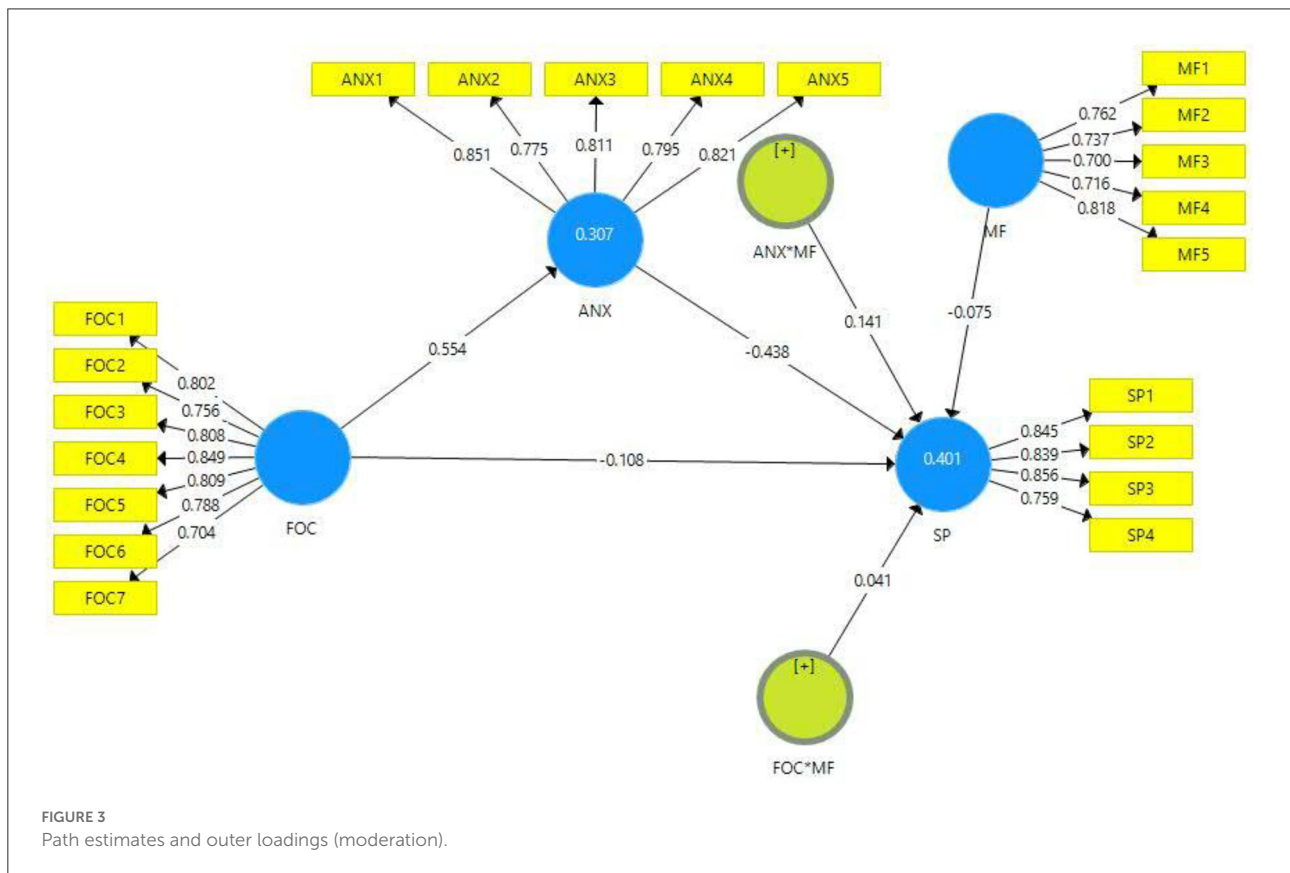 ANX1 ANX2 ANX3 ANX4 ANX5
0.851 0.775 0.811 0.795 0.821
MF1
MF2
MF3
MF4
MF5
0.762
0.737
0.700
0.716
0.818
[+]
ANX*MF
MF
0.307
ANX
0.141
-0.075
0.554
-0.438
FOC1
FOC2
FOC3
FOC4
FOC5
FOC6
FOC7
0.802
0.756
0.808
0.849
0.809
0.788
0.704
FOC
-0.108
0.401
SP
0.845
0.839
0.856
0.759
SP1
SP2
SP3
SP4
0.041
[+]
FOC*MF
FIGURE 3
Path estimates and outer loadings (moderation).